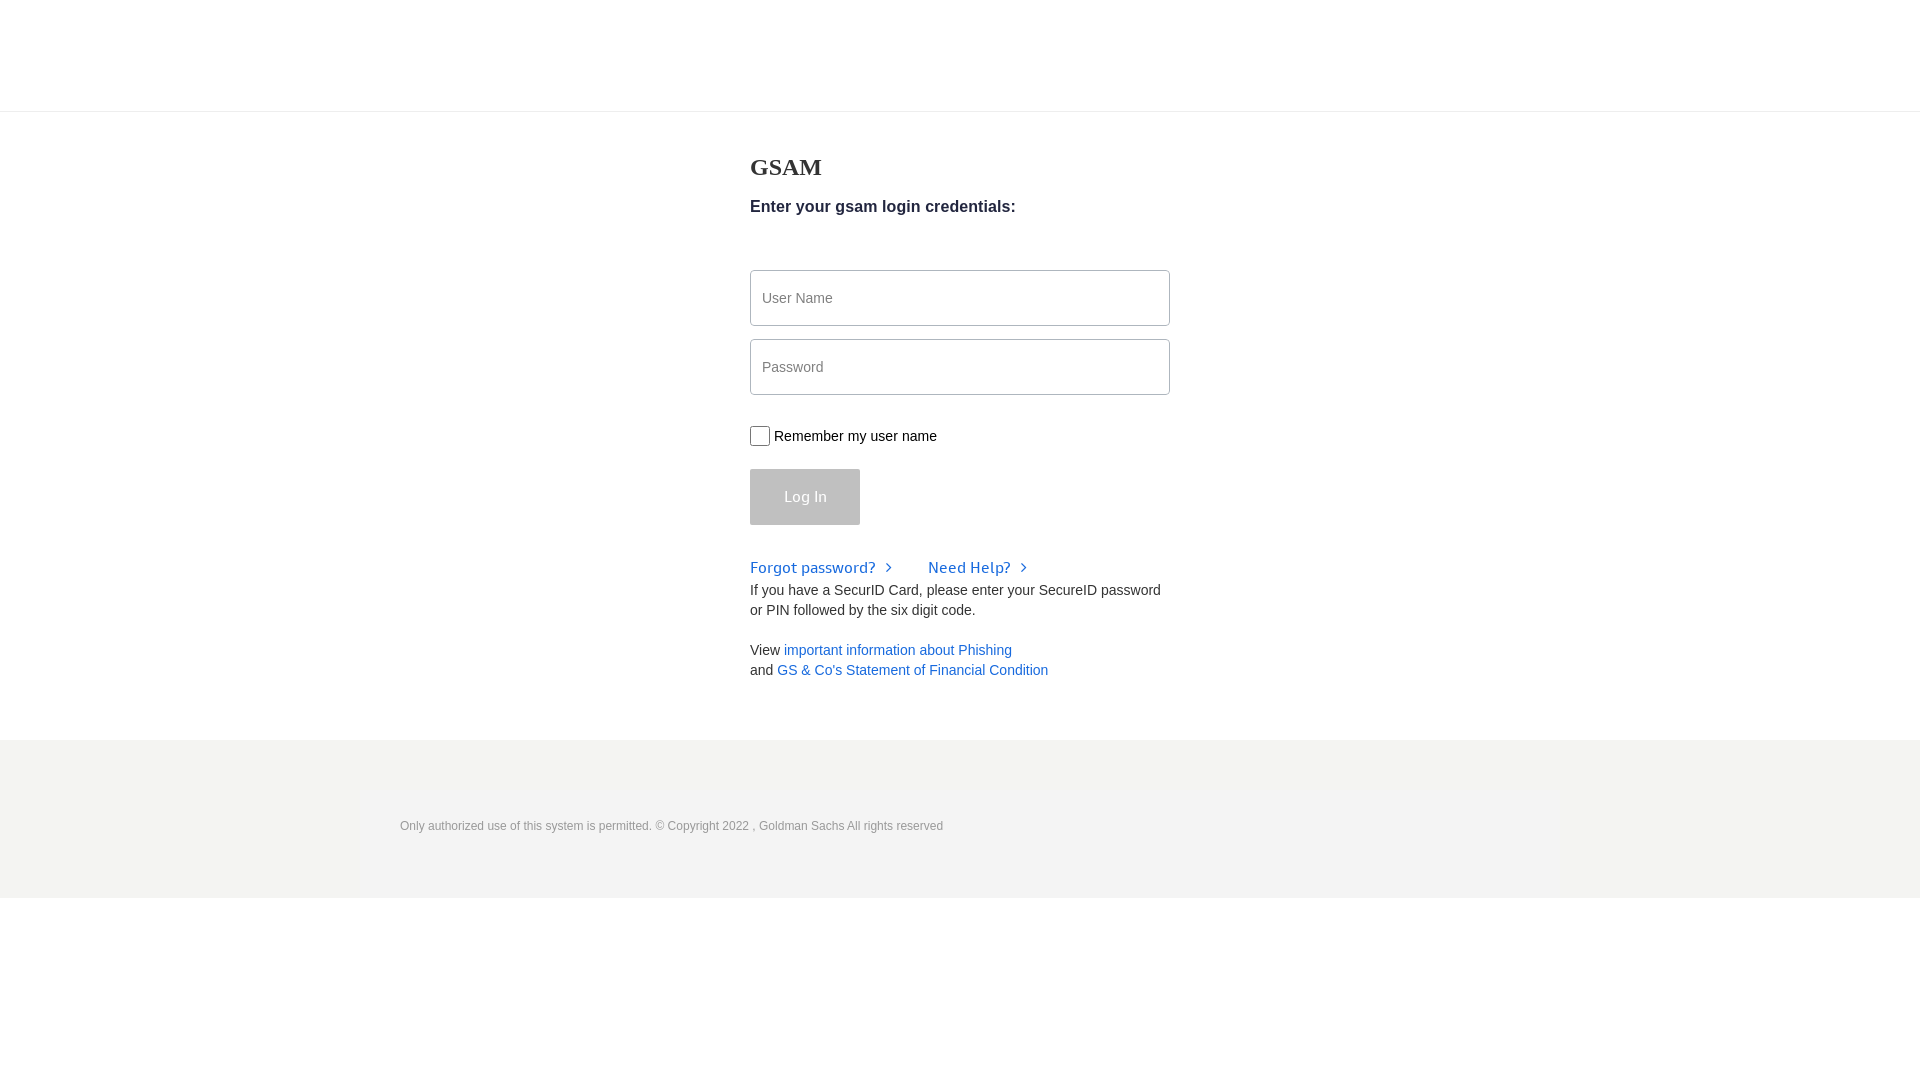 GSAM
Enter your gsam login credentials:
User Name
Password
Remember my user name
Log In
Forgot password? Need Help?
If you have a SecurID Card, please enter your SecureID password
or PIN followed by the six digit code.
View important information about Phishing
and GS & Co's Statement of Financial Condition
Only authorized use of this system is permitted. © Copyright 2022 , Goldman Sachs All rights reserved